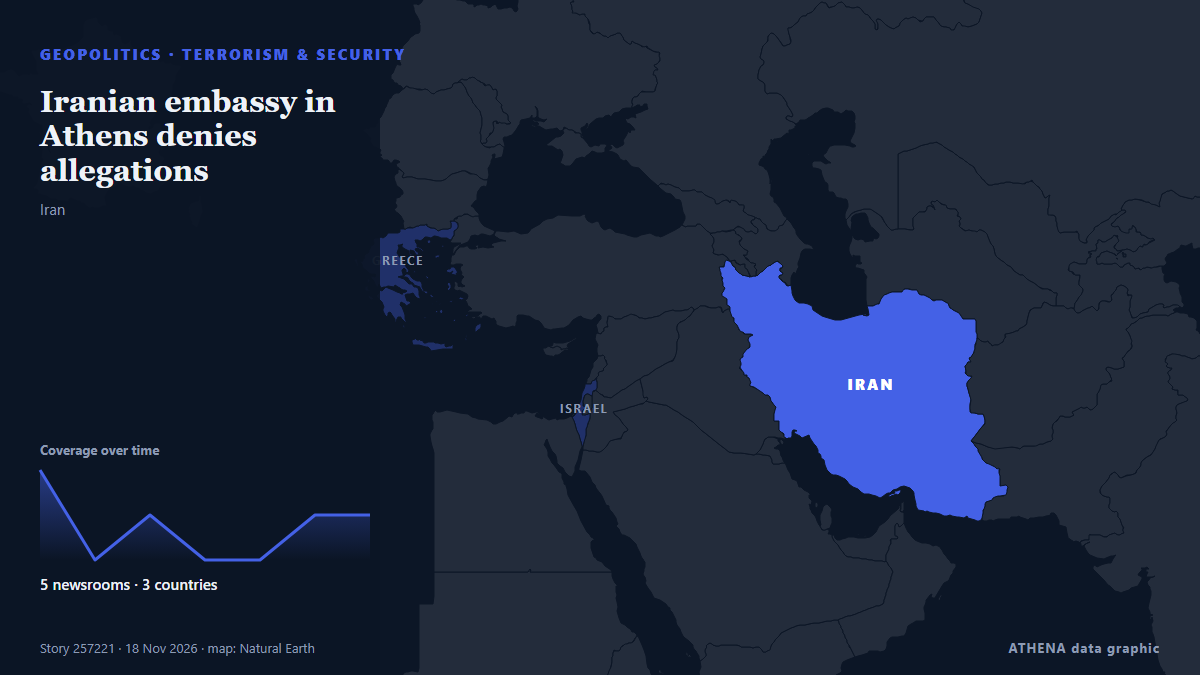 GEOPOLITICS · TERRORISM & SECURITY
Iranian embassy in
Athens denies
allegations
Iran
REECE
IRAN
ISRAEL
Coverage over time
5 newsrooms · 3 countries
Story 257221 · 18 Nov 2026 · map: Natural Earth
ATHENA data graphic